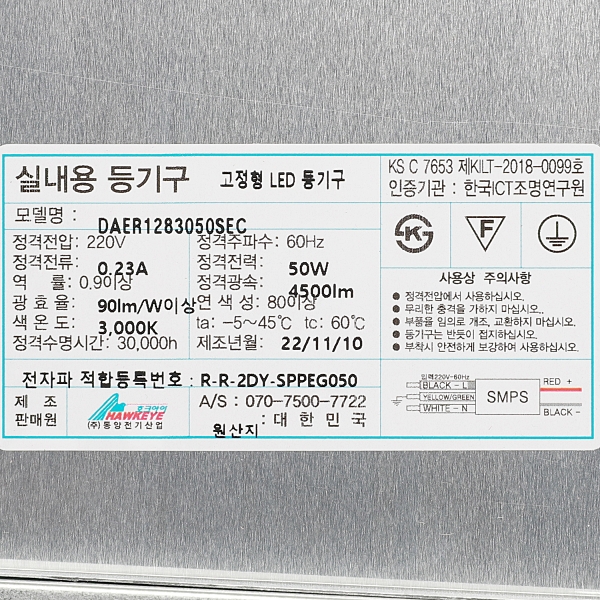 실내용 등기구 고정형 LED 등기구
KS C 7653 제KILT-2018-0099호
인증기관 : 한국ICT조명연구원
모델명 : DAER1283050SEC
정격전압 : 220V 정격주파수 : 60Hz
정격전류 : 0.23A 정격전력 : 50W
역 률 : 0.9이상 정격광속 : 4500lm
광 효 율 : 90lm/W이상 연 색 성 : 80이상
색 온 도 : 3,000K ta: -5~45℃ tc: 60℃
정격수명시간 : 30,000h 제조년월 : 22/11/10
K
F
사용상 주의사항
● 정격전압에서 사용하십시오.
● 무리한 충격을 가하지 마십시오.
● 부품을 임의로 개조, 교환하지 마십시오.
● 등기구는 반듯이 접지하십시오.
● 부착시 안전하게 보강하여 사용하십시오.
전자파 적합등록번호 : R-R-2DY-SPPEG050
제 조
판매원
호크아이
HAWKEYE
(주)동양전기산업
A/S : 070-7500-7722
원산지 : 대 한 민 국
입력220V-60Hz
BLACK - L
YELLOW/GREEN
WHITE - N
SMPS
RED +
BLACK -